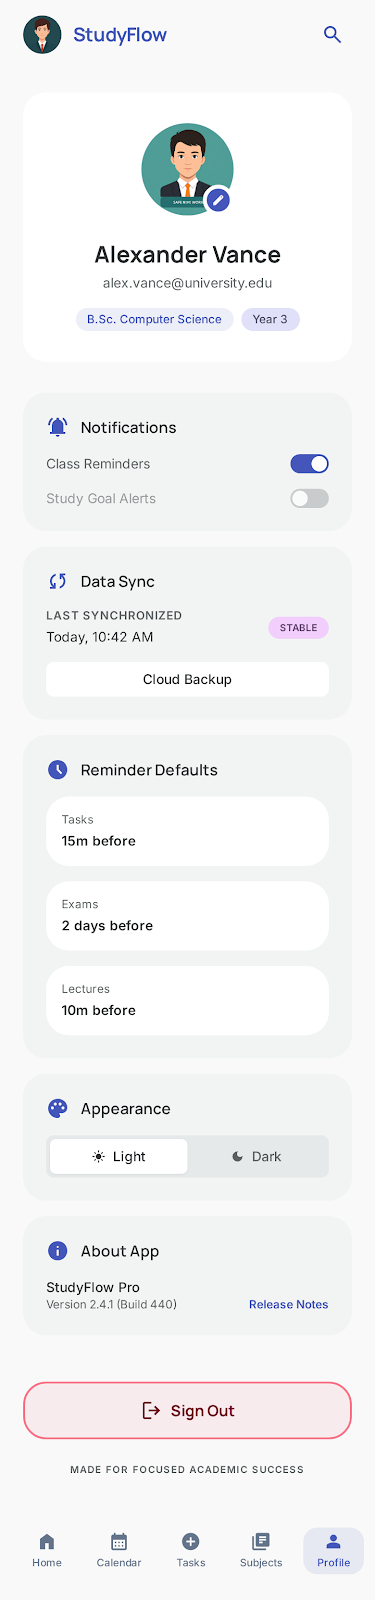 StudyFlow
Alexander Vance
alex.vance@university.edu
B.Sc. Computer Science
Year 3
Notifications
Class Reminders
Study Goal Alerts
Data Sync
LAST SYNCHRONIZED
Today, 10:42 AM
STABLE
Cloud Backup
Reminder Defaults
Tasks
15m before
Exams
2 days before
Lectures
10m before
Appearance
Light
Dark
About App
StudyFlow Pro
Version 2.4.1 (Build 440)
Release Notes
Sign Out
MADE FOR FOCUSED ACADEMIC SUCCESS
Home
Calendar
Tasks
Subjects
Profile